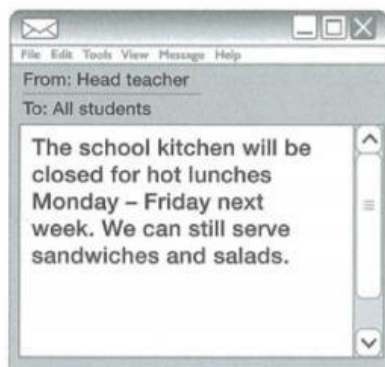 File Edit Tools View Message Help
From: Head teacher
To: All students
The school kitchen will be
closed for hot lunches
Monday – Friday next
week. We can still serve
sandwiches and salads.